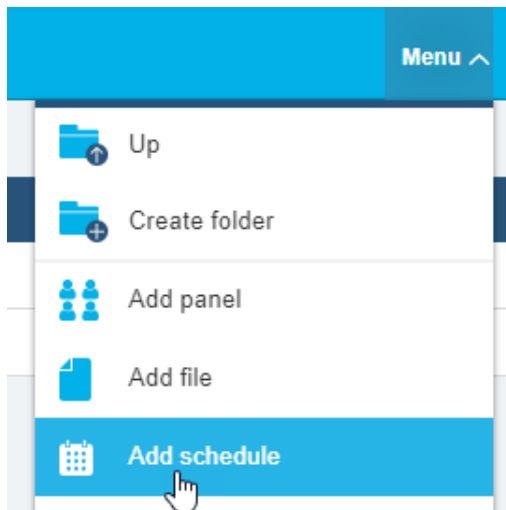 Menu
Up
Create folder
Add panel
Add file
Add schedule